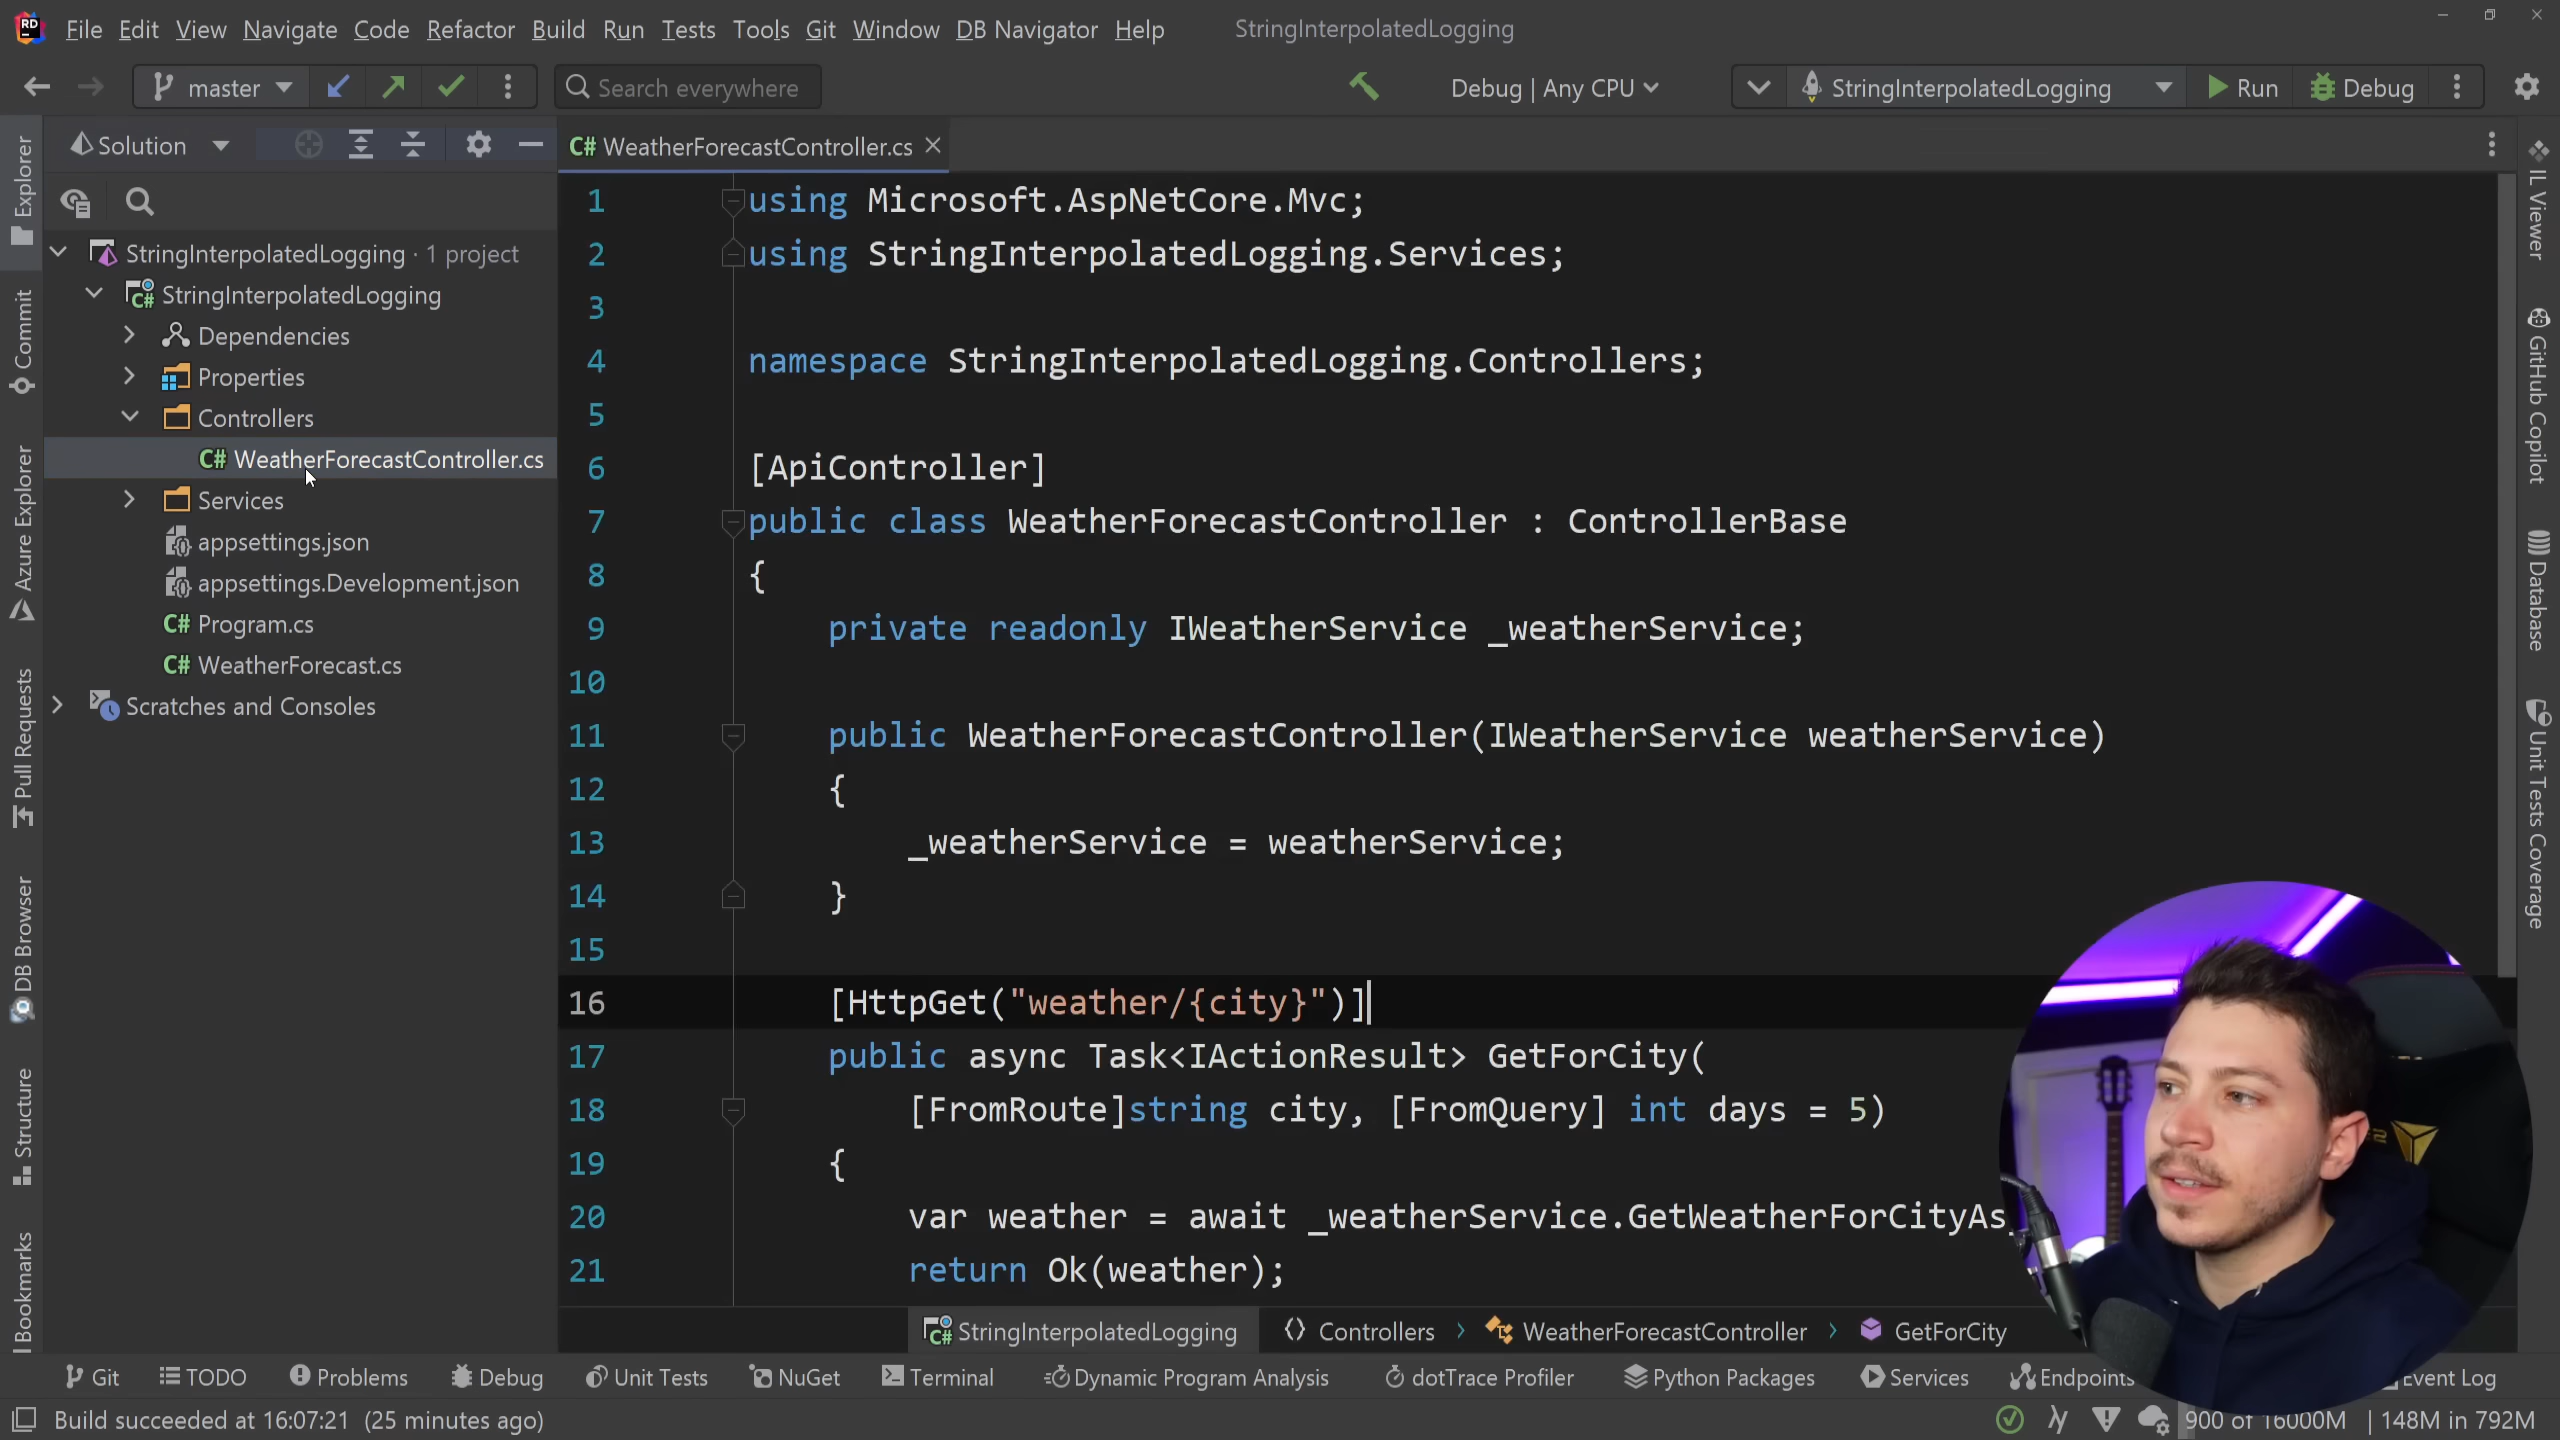 File Edit View Navigate Code Refactor Build Run Tests Tools Git Window DB Navigator Help StringInterpolatedLogging
master Search everywhere Debug | Any CPU StringInterpolatedLogging Run Debug
Solution
C# WeatherForecastController.cs
StringInterpolatedLogging · 1 project
StringInterpolatedLogging
Dependencies
Properties
Controllers
C# WeatherForecastController.cs
Services
appsettings.json
appsettings.Development.json
C# Program.cs
C# WeatherForecast.cs
Scratches and Consoles
Explorer
Commit
Azure Explorer
Pull Requests
DB Browser
Structure
Bookmarks
1 using Microsoft.AspNetCore.Mvc;
2 using StringInterpolatedLogging.Services;
3
4 namespace StringInterpolatedLogging.Controllers;
5
6 [ApiController]
7 public class WeatherForecastController : ControllerBase
8 {
9 private readonly IWeatherService _weatherService;
10
11 public WeatherForecastController(IWeatherService weatherService)
12 {
13 _weatherService = weatherService;
14 }
15
16 [HttpGet("weather/{city}")]
17 public async Task<IActionResult> GetForCity(
18 [FromRoute]string city, [FromQuery] int days = 5)
19 {
20 var weather = await _weatherService.GetWeatherForCityAs
21 return Ok(weather);
IL Viewer
GitHub Copilot
Database
Unit Tests Coverage
StringInterpolatedLogging Controllers WeatherForecastController GetForCity
Git TODO Problems Debug Unit Tests NuGet Terminal Dynamic Program Analysis dotTrace Profiler Python Packages Services Endpoints Event Log
Build succeeded at 16:07:21 (25 minutes ago) 900 of 16000M 148M in 792M